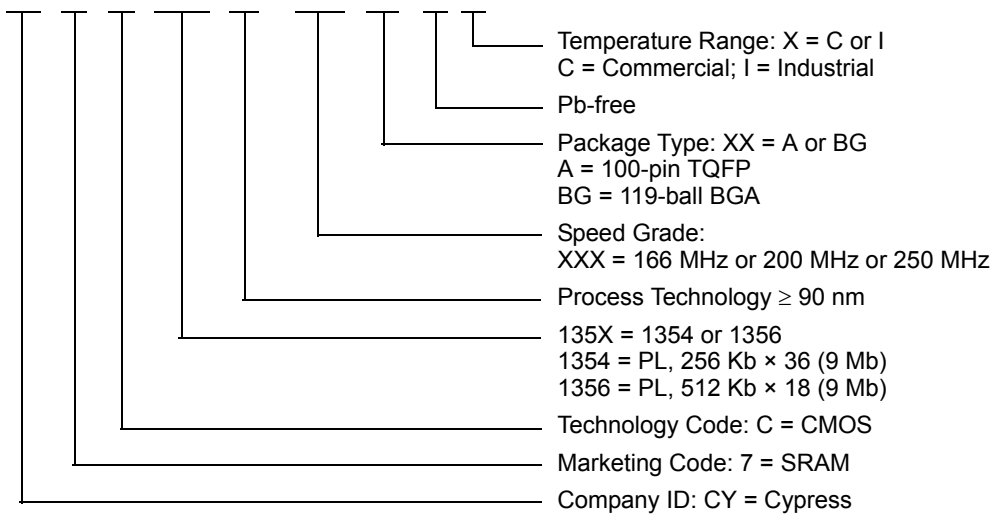 Temperature Range: X = C or I
C = Commercial; I = Industrial
Pb-free
Package Type: XX = A or BG
A = 100-pin TQFP
BG = 119-ball BGA
Speed Grade:
XXX = 166 MHz or 200 MHz or 250 MHz
Process Technology ≥ 90 nm
135X = 1354 or 1356
1354 = PL, 256 Kb × 36 (9 Mb)
1356 = PL, 512 Kb × 18 (9 Mb)
Technology Code: C = CMOS
Marketing Code: 7 = SRAM
Company ID: CY = Cypress